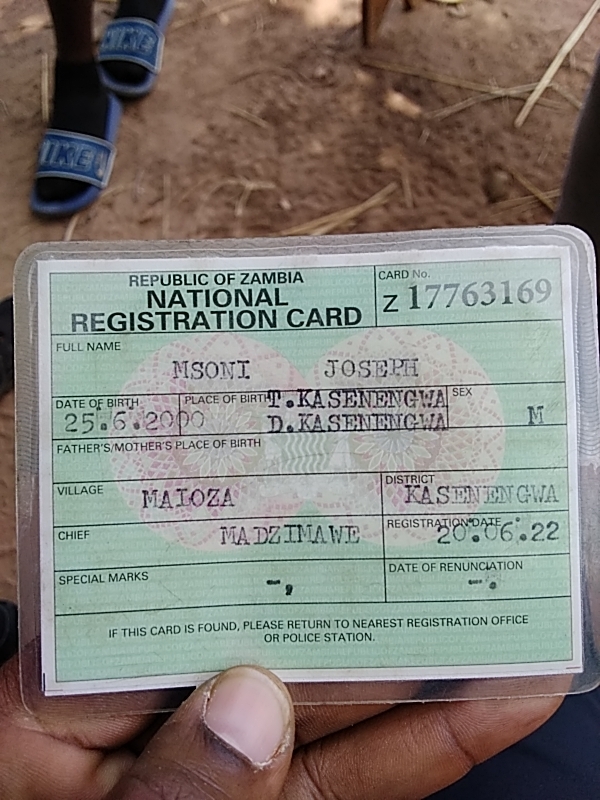 NIKE
NIKE
REPUBLIC OF ZAMBIA
NATIONAL
REGISTRATION CARD
CARD No.
Z 17763169
FULL NAME
MSONI JOSEPH
DATE OF BIRTH
25.6.2000
PLACE OF BIRTH
T.KASENENGWA
D.KASENENGWA
SEX
M
FATHER'S/MOTHER'S PLACE OF BIRTH
VILLAGE
MAIOZA
DISTRICT
KASENENGWA
CHIEF
MADZIMAWE
REGISTRATION DATE
20.06.22
SPECIAL MARKS
-,
DATE OF RENUNCIATION
-.
IF THIS CARD IS FOUND, PLEASE RETURN TO NEAREST REGISTRATION OFFICE
OR POLICE STATION.